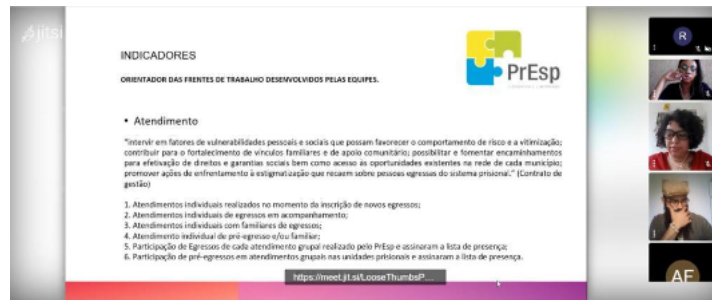 jitsi
INDICADORES
PrEsp
ORIENTADOR DAS FRENTES DE TRABALHO DESENVOLVIDOS PELAS EQUIPES.
• Atendimento
"Intervir em fatores de vulnerabilidades pessoais e sociais que possam favorecer o comportamento de risco e a vitimização;
contribuir para o fortalecimento de vínculos familiares e de apoio comunitário; possibilitar e fomentar encaminhamentos
para efetivação de direitos e garantias sociais bem como acesso às oportunidades existentes na rede de cada município;
promover ações de enfrentamento à estigmatização que recaem sobre pessoas egressas do sistema prisional." (Contrato de
gestão)
1. Atendimentos individuais realizados no momento da inscrição de novos egressos;
2. Atendimentos individuais de egressos em acompanhamento;
3. Atendimentos individuais com familiares de egressos;
4. Atendimento individual de pré-egresso e/ou familiar;
5. Participação de Egressos de cada atendimento grupal realizado pelo PrEsp e assinaram a lista de presença;
6. Participação de pré-egressos em atendimentos grupais nas unidades prisionais e assinaram a lista de presença.
https://meet.jit.si/LooseThumbsP...
R
AF